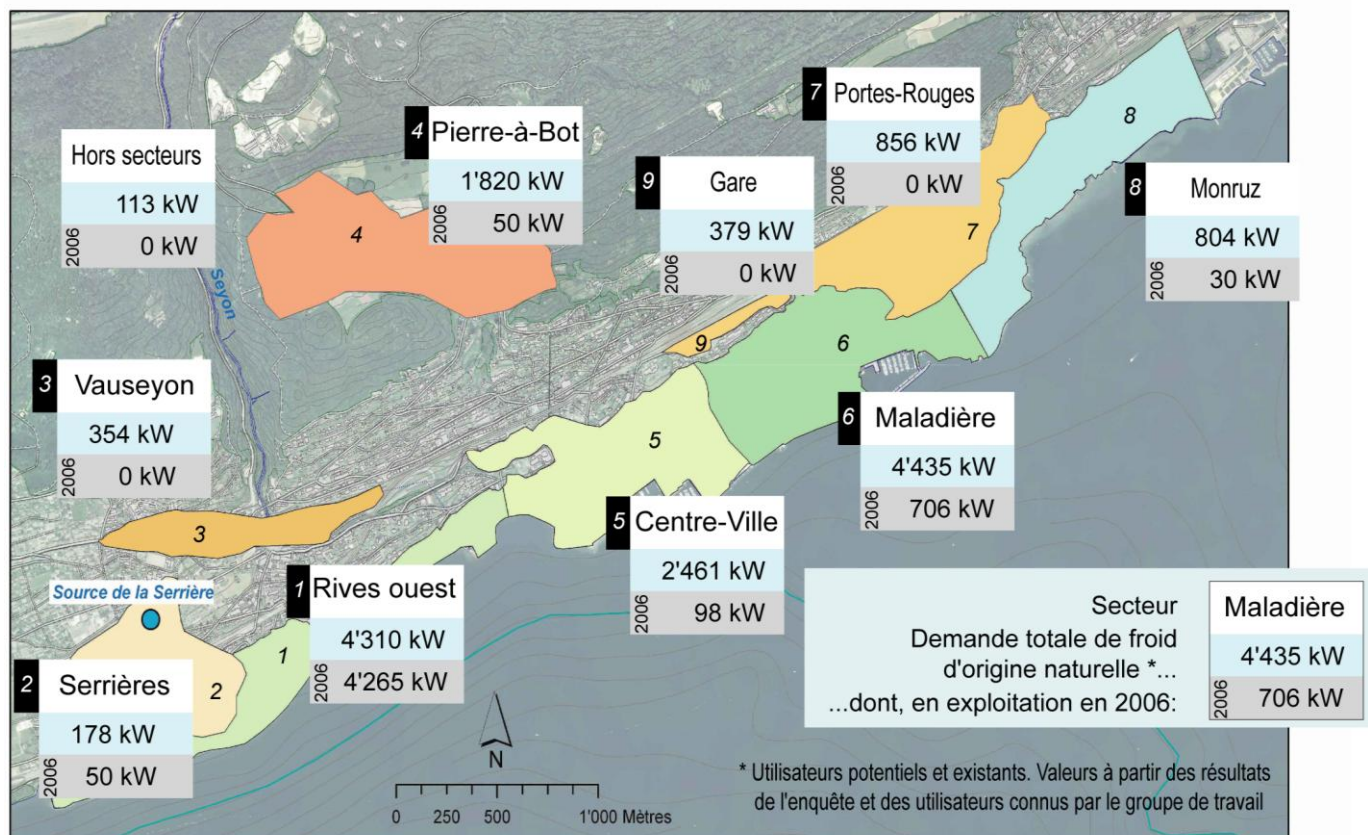 7
Portes-Rouges
856 kW
2006
0 kW
4
Pierre-à-Bot
1'820 kW
2006
50 kW
Hors secteurs
113 kW
2006
0 kW
9
Gare
379 kW
2006
0 kW
8
Monruz
804 kW
2006
30 kW
8
7
4
Seyon
9
6
3
Vauseyon
354 kW
2006
0 kW
6
Maladière
4'435 kW
2006
706 kW
5
3
5
Centre-Ville
2'461 kW
2006
98 kW
Source de la Serrière
1
Rives ouest
4'310 kW
2006
4'265 kW
1
2
2
Serrières
178 kW
2006
50 kW
Secteur
Demande totale de froid
d'origine naturelle *...
...dont, en exploitation en 2006:
Maladière
4'435 kW
2006
706 kW
N
0 250 500 1'000 Mètres
* Utilisateurs potentiels et existants. Valeurs à partir des résultats
de l'enquête et des utilisateurs connus par le groupe de travail